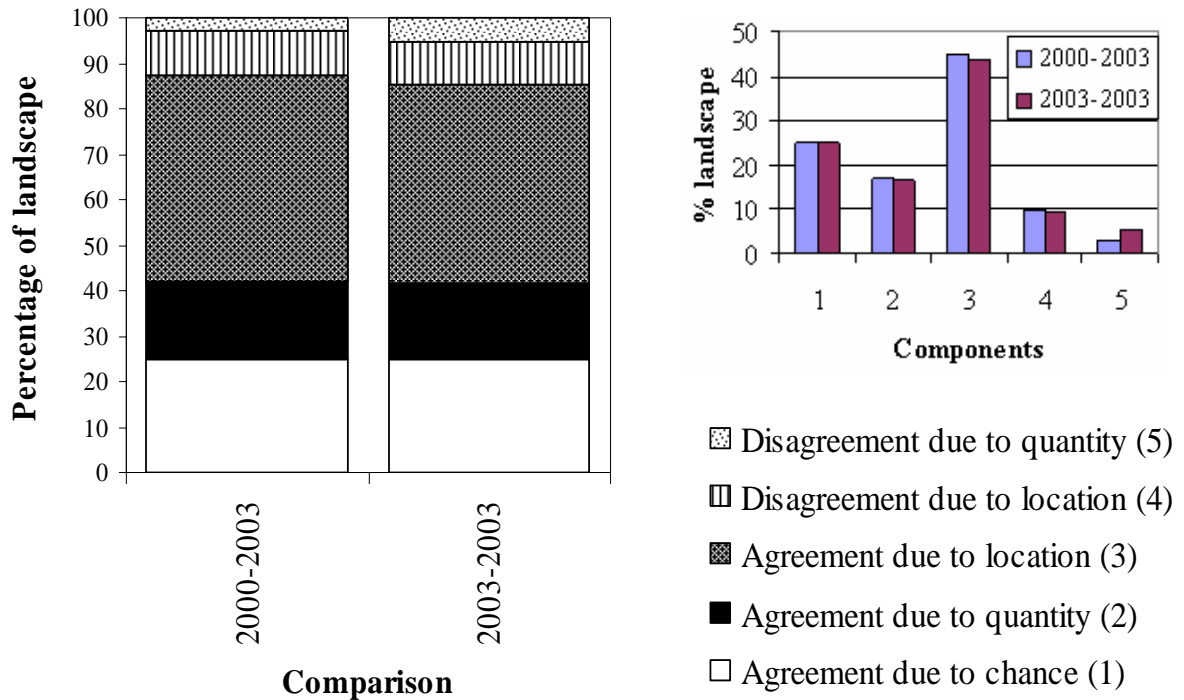 Percentage of landscape
100
90
80
70
60
50
40
30
20
10
0
2000-2003
2003-2003
Comparison
% landscape
50
40
30
20
10
0
2000-2003
2003-2003
1 2 3 4 5
Components
Disagreement due to quantity (5)
Disagreement due to location (4)
Agreement due to location (3)
Agreement due to quantity (2)
Agreement due to chance (1)